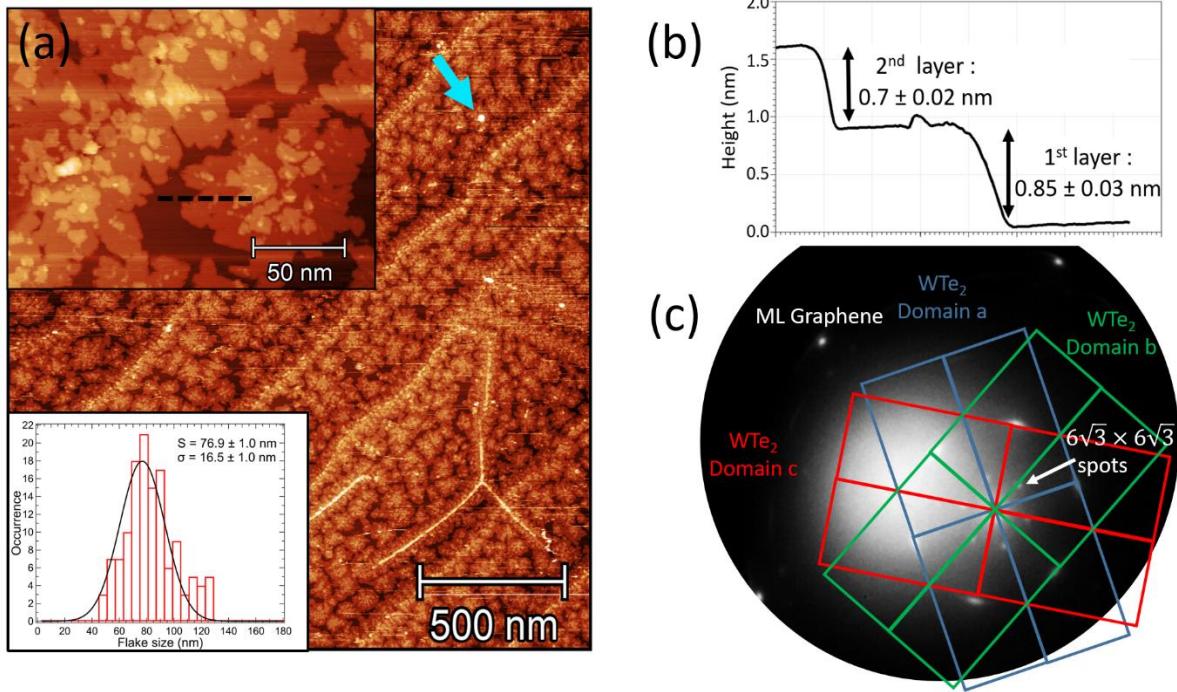 (a)
50 nm
500 nm
22
20
18
16
14
12
10
8
6
4
2
0
Occurrence
S = 76.9 ± 1.0 nm
σ = 16.5 ± 1.0 nm
0 20 40 60 80 100 120 140 160 180
Flake size (nm)
(b)
2.0
1.5
1.0
0.5
0.0
Height (nm)
2nd layer :
0.7 ± 0.02 nm
1st layer :
0.85 ± 0.03 nm
(c)
ML Graphene
WTe2
Domain a
WTe2
Domain b
WTe2
Domain c
6√3 × 6√3
spots